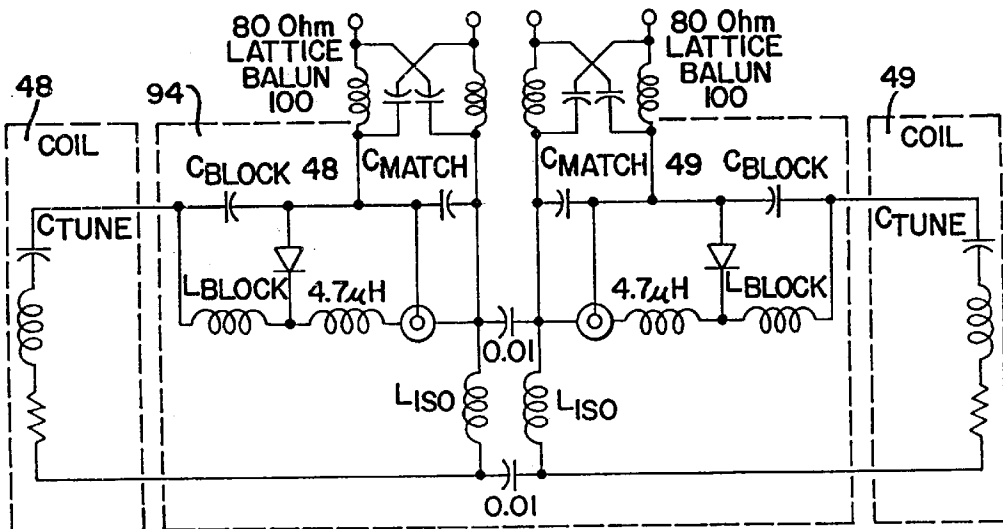 80 Ohm
LATTICE
BALUN
100
80 Ohm
LATTICE
BALUN
100
48
94
49
COIL
COIL
CBLOCK
48
CMATCH
CMATCH
49
CBLOCK
CTUNE
CTUNE
LBLOCK
4.7μH
4.7μH
LBLOCK
0.01
LISO
LISO
0.01